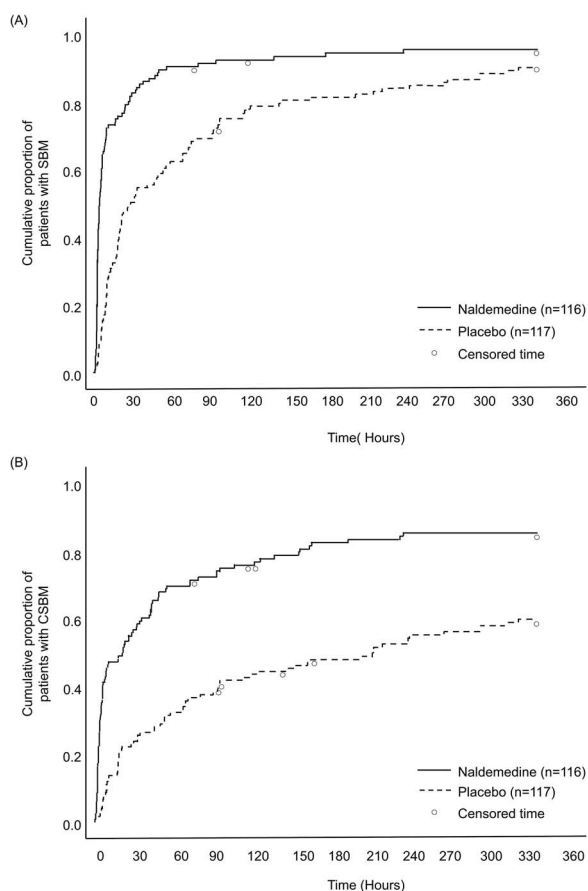 (A)
1.0
0.8
0.6
0.4
0.2
0.0
Cumulative proportion of
patients with SBM
Naldemedine (n=116)
Placebo (n=117)
Censored time
0 30 60 90 120 150 180 210 240 270 300 330 360
Time( Hours)
(B)
1.0
0.8
0.6
0.4
0.2
0.0
Cumulative proportion of
patients with CSBM
Naldemedine (n=116)
Placebo (n=117)
Censored time
0 30 60 90 120 150 180 210 240 270 300 330 360
Time (Hours)